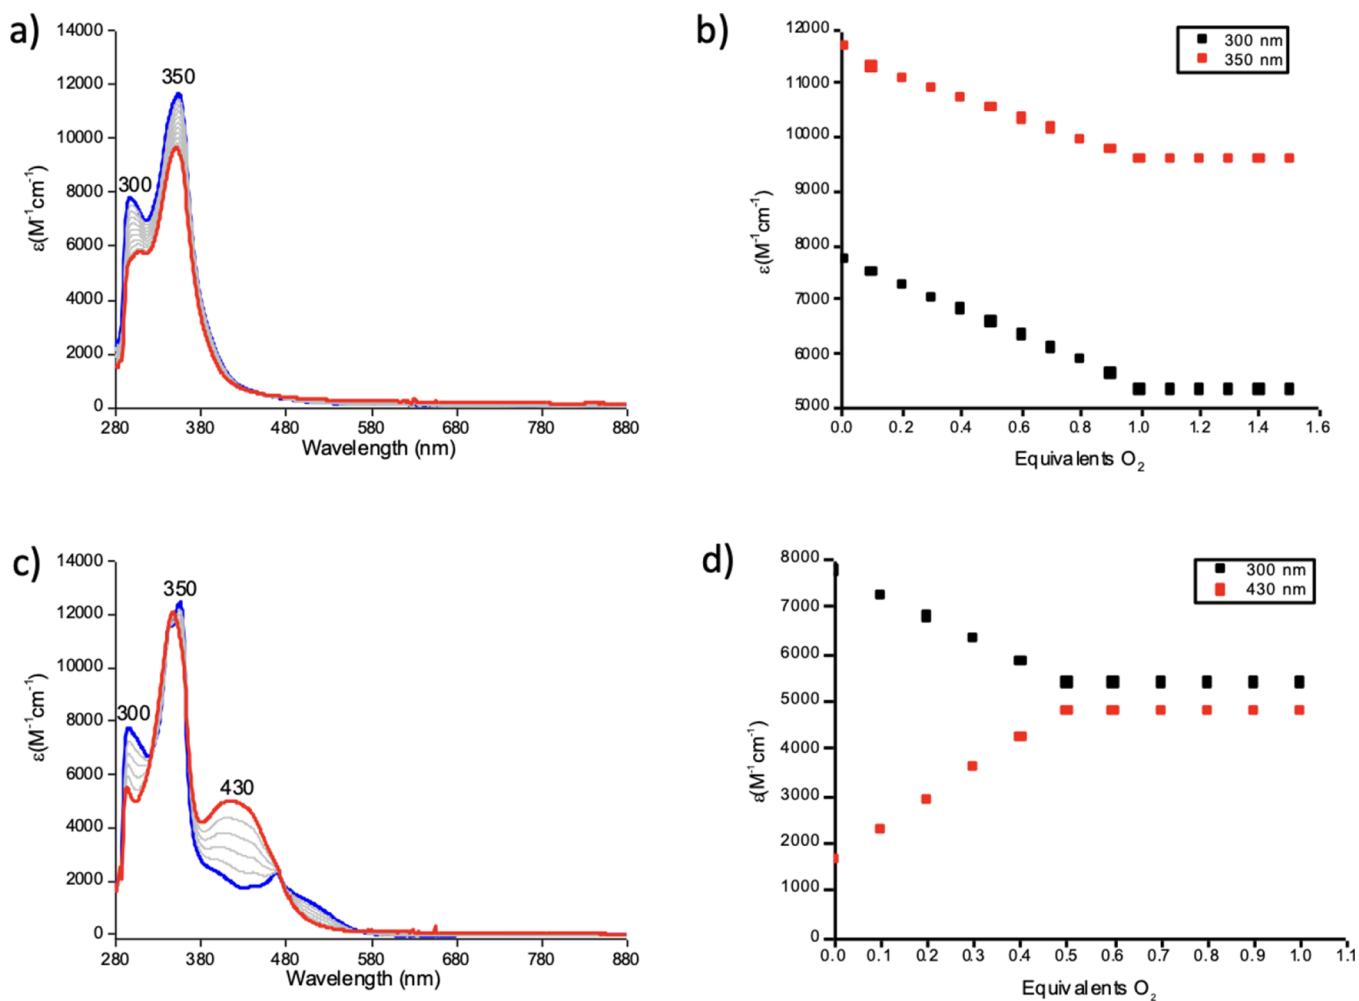 a)
14000
12000
10000
8000
6000
4000
2000
0
ε(M⁻¹cm⁻¹)
300
350
280 380 480 580 680 780 880
Wavelength (nm)
b)
12000
11000
10000
9000
8000
7000
6000
5000
ε(M⁻¹cm⁻¹)
300 nm
350 nm
0.0 0.2 0.4 0.6 0.8 1.0 1.2 1.4 1.6
Equivalents O₂
c)
14000
12000
10000
8000
6000
4000
2000
0
ε(M⁻¹cm⁻¹)
300
350
430
280 380 480 580 680 780 880
Wavelength (nm)
d)
8000
7000
6000
5000
4000
3000
2000
1000
0
ε(M⁻¹cm⁻¹)
300 nm
430 nm
0.0 0.1 0.2 0.3 0.4 0.5 0.6 0.7 0.8 0.9 1.0 1.1
Equivalents O₂